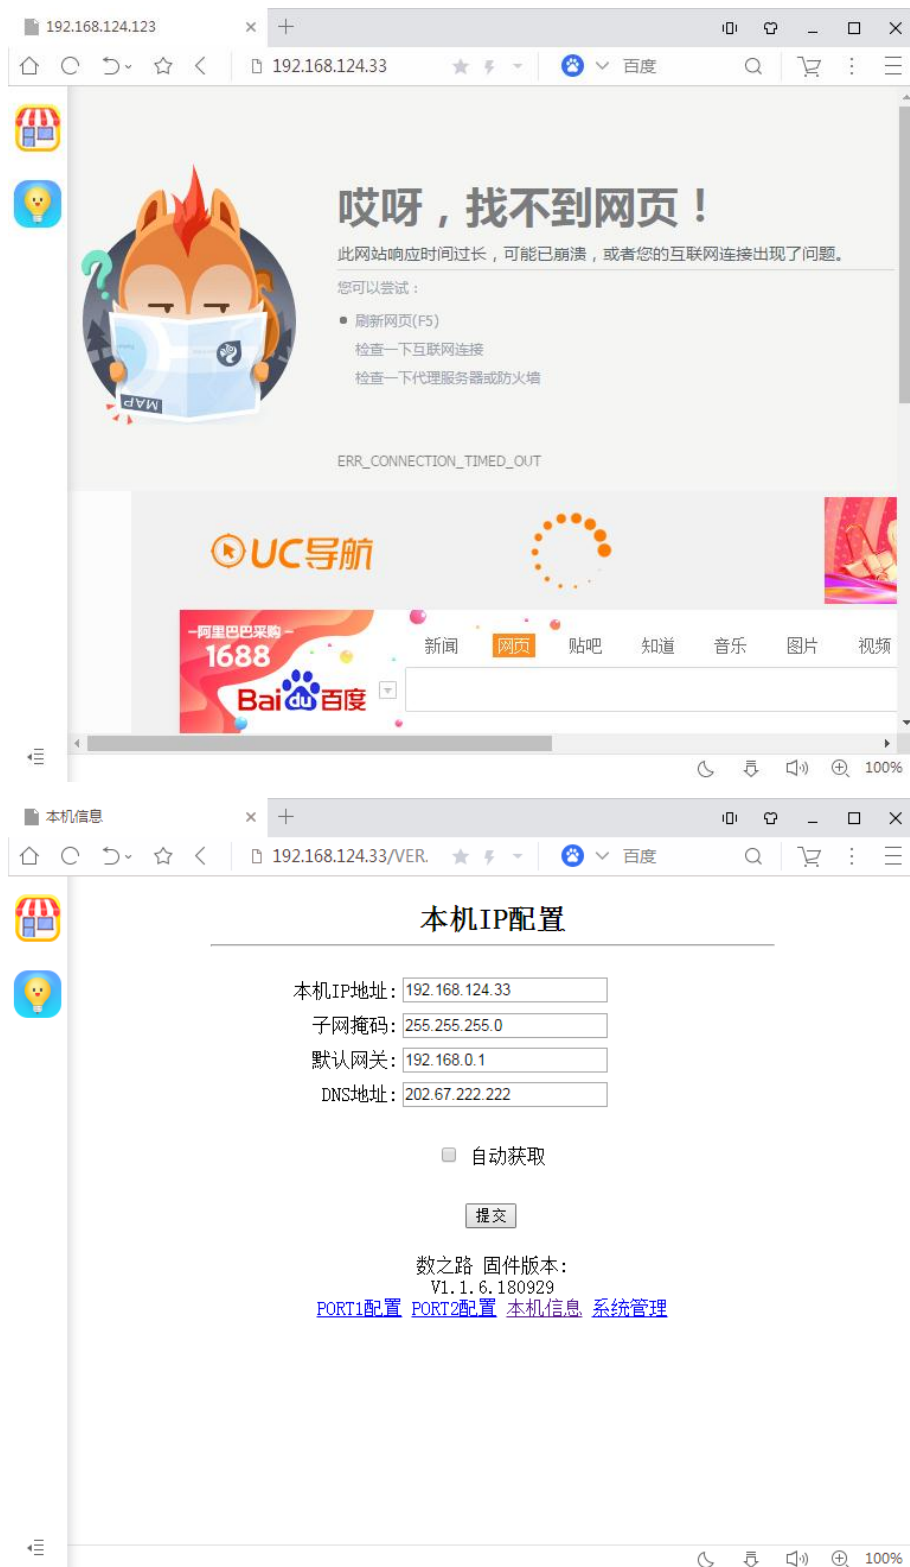 192.168.124.123
192.168.124.33
百度
哎呀，找不到网页！
此网站响应时间过长，可能已崩溃，或者您的互联网连接出现了问题。
您可以尝试：
刷新网页(F5)
检查一下互联网连接
检查一下代理服务器或防火墙
MAP
ERR_CONNECTION_TIMED_OUT
UC导航
阿里巴巴采购
1688
Bai du 百度
新闻 网页 贴吧 知道 音乐 图片 视频
100%
本机信息
192.168.124.33/VER.
百度
本机IP配置
本机IP地址: 192.168.124.33
子网掩码: 255.255.255.0
默认网关: 192.168.0.1
DNS地址: 202.67.222.222
自动获取
提交
数之路 固件版本:
V1.1.6.180929
PORT1配置 PORT2配置 本机信息 系统管理
100%